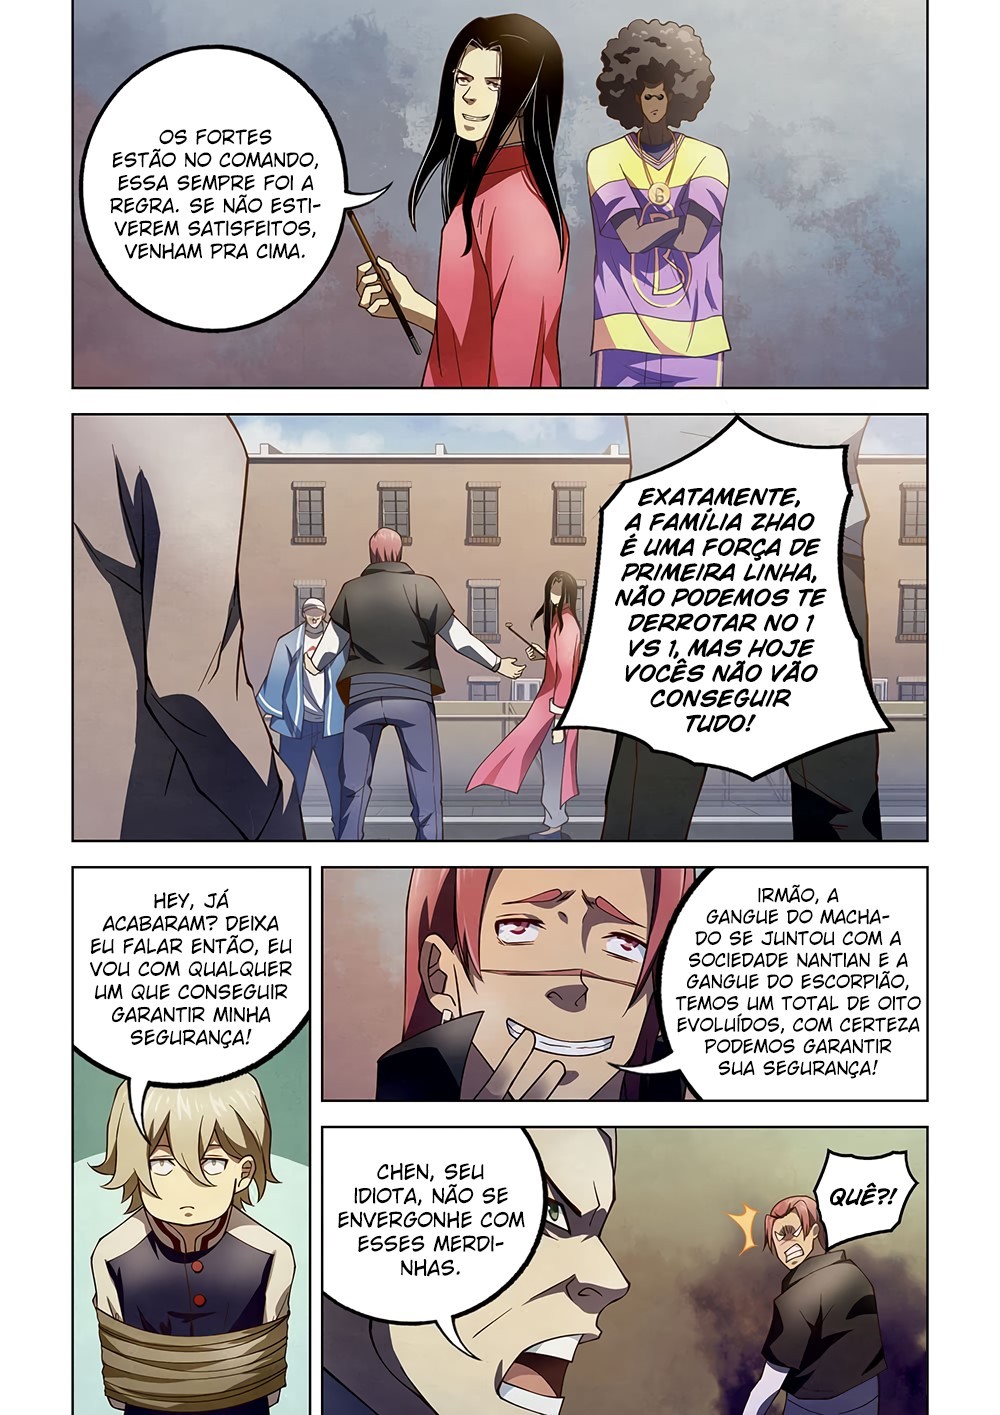 OS FORTES
ESTÃO NO COMANDO,
ESSA SEMPRE FOI A
REGRA. SE NÃO ESTI-
VEREM SATISFEITOS,
VENHAM PRA CIMA.
G
EXATAMENTE,
A FAMÍLIA ZHAO
É UMA FORÇA DE
PRIMEIRA LINHA,
NÃO PODEMOS TE
DERROTAR NO 1
VS 1, MAS HOJE
VOCÊS NÃO VÃO
CONSEGUIR
TUDO!
HEY, JÁ
ACABARAM? DEIXA
EU FALAR ENTÃO, EU
VOU COM QUALQUER
UM QUE CONSEGUIR
GARANTIR MINHA
SEGURANÇA!
IRMÃO, A
GANGUE DO MACHA-
DO SE JUNTOU COM A
SOCIEDADE NANTIAN E A
GANGUE DO ESCORPIÃO,
TEMOS UM TOTAL DE OITO
EVOLUÍDOS, COM CERTEZA
PODEMOS GARANTIR
SUA SEGURANÇA!
CHEN, SEU
IDIOTA, NÃO SE
ENVERGONHE COM
ESSES MERDI-
NHAS.
QUÊ?!